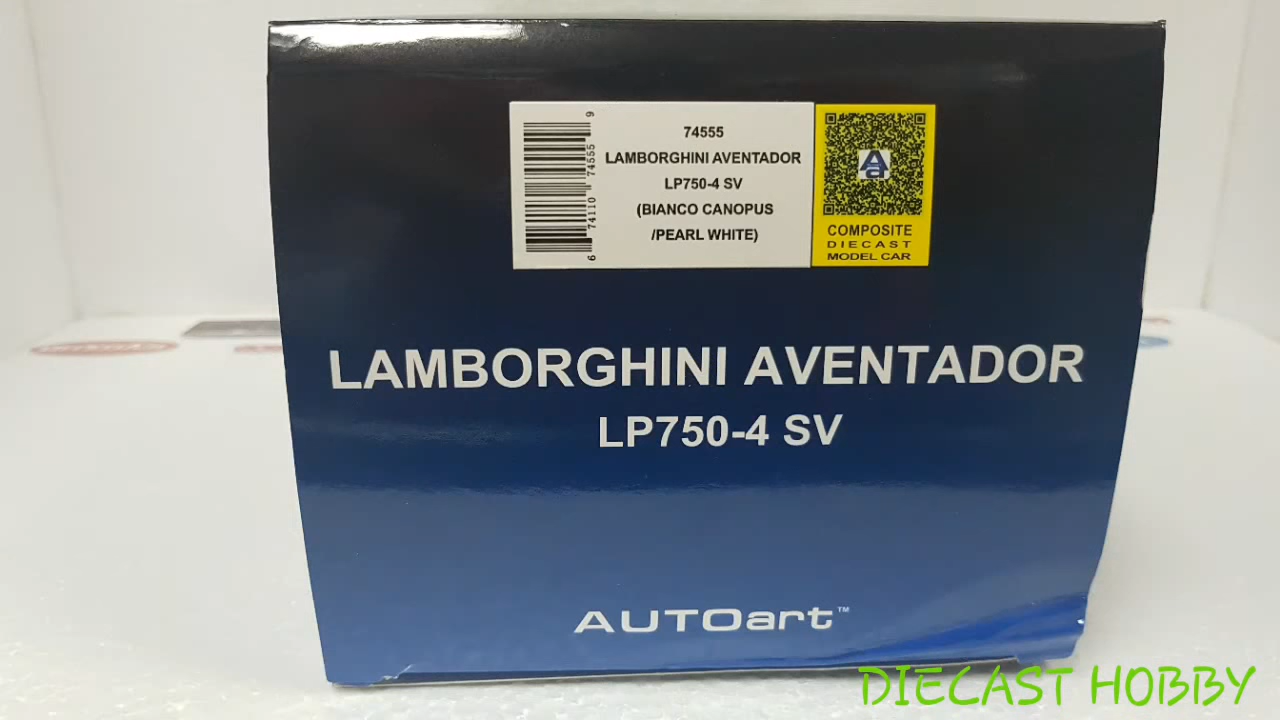 74555
LAMBORGHINI AVENTADOR
LP750-4 SV
(BIANCO CANOPUS
/PEARL WHITE)
6 74110 74555 9
Aa
COMPOSITE
DIECAST
MODEL CAR
LAMBORGHINI AVENTADOR
LP750-4 SV
AUTOart™
DIECAST HOBBY